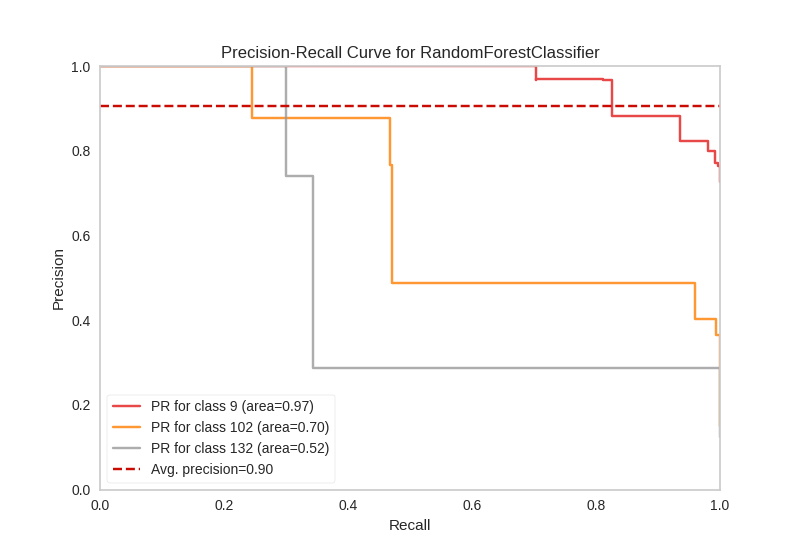 Precision-Recall Curve for RandomForestClassifier
1.0
0.8
0.6
0.4
0.2
0.0
Precision
PR for class 9 (area=0.97)
PR for class 102 (area=0.70)
PR for class 132 (area=0.52)
Avg. precision=0.90
0.0 0.2 0.4 0.6 0.8 1.0
Recall